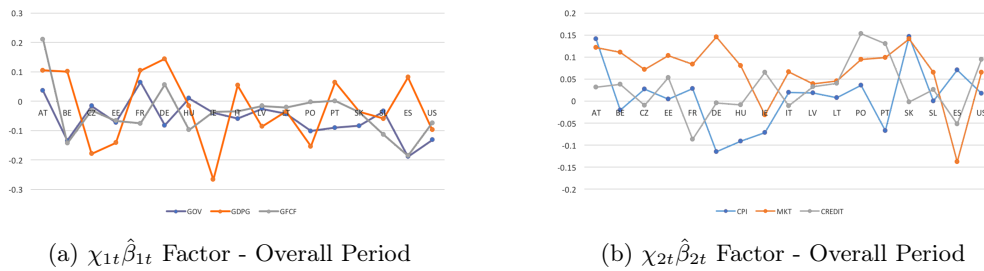 0.3
0.2
0.1
0
-0.1
-0.2
-0.3
AT BE CZ EE FR DE HU IE IT LV LT PO PT SK SL ES US
GOV GDPG GFCF
(a) χ1tβ̂1t Factor - Overall Period
0.2
0.15
0.1
0.05
0
-0.05
-0.1
-0.15
-0.2
AT BE CZ EE FR DE HU IE IT LV LT PO PT SK SL ES US
CPI MKT CREDIT
(b) χ2tβ̂2t Factor - Overall Period